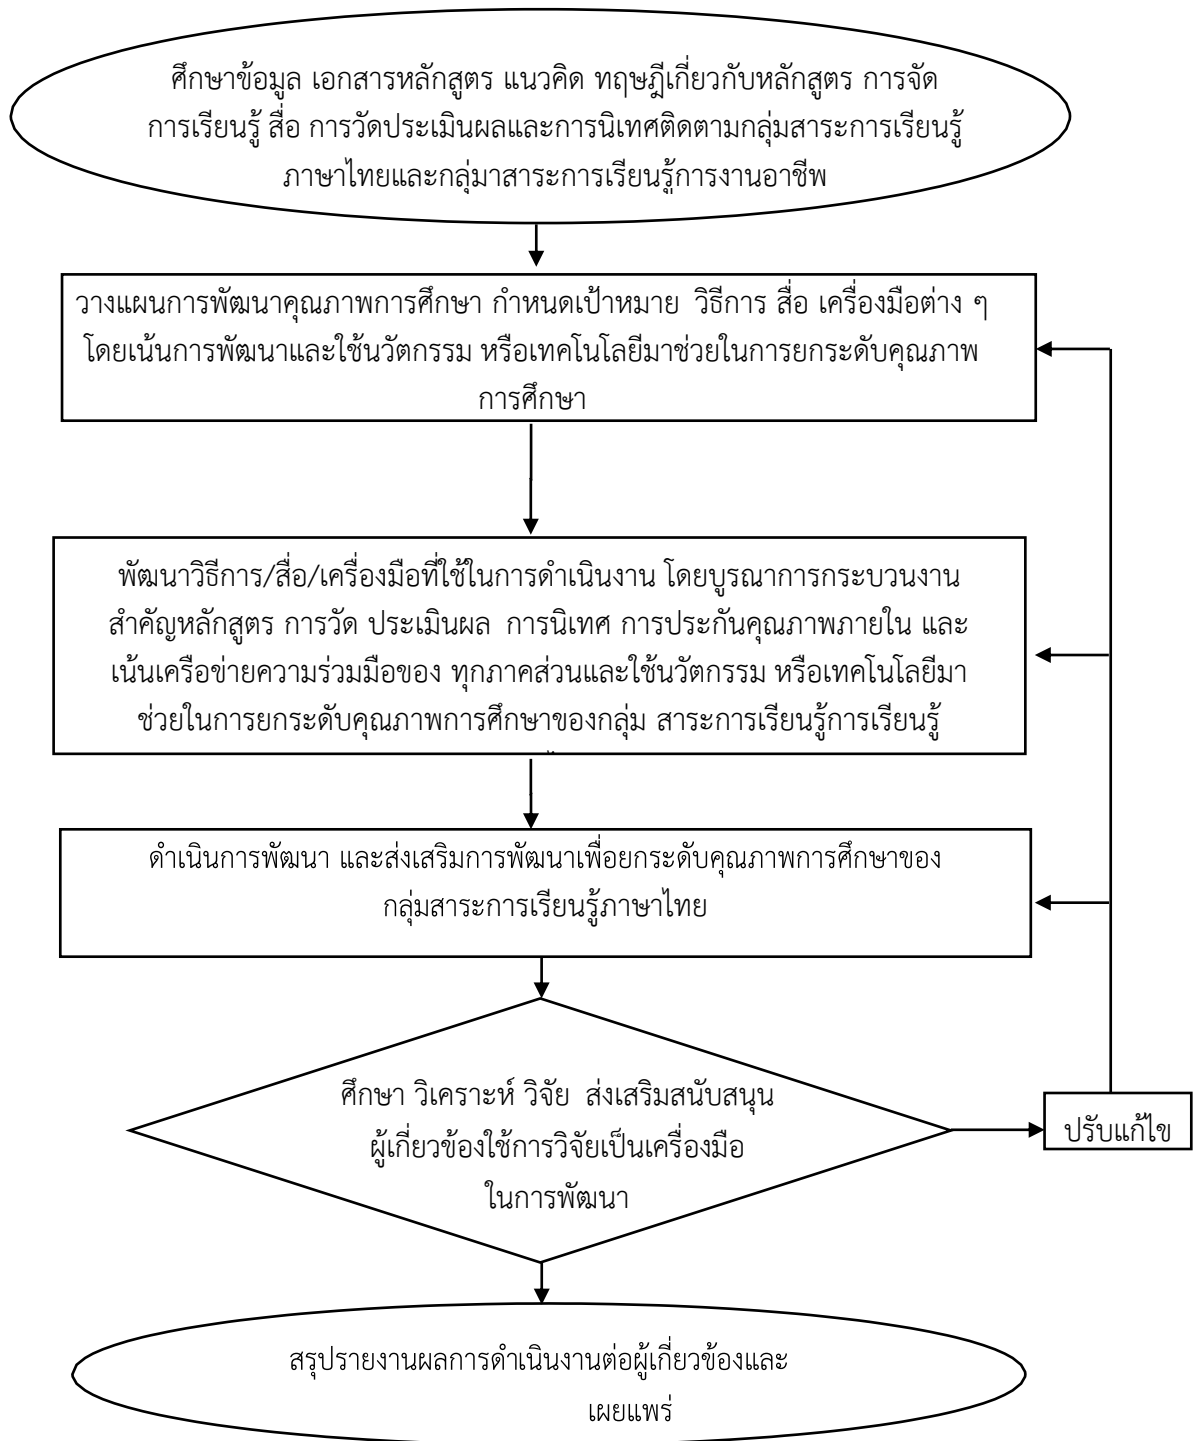 ศึกษาข้อมูล เอกสารหลักสูตร แนวคิด ทฤษฎีเกี่ยวกับหลักสูตร การจัด
การเรียนรู้ สื่อ การวัดประเมินผลและการนิเทศติดตามกลุ่มสาระการเรียนรู้
ภาษาไทยและกลุ่มาสาระการเรียนรู้การงานอาชีพ
วางแผนการพัฒนาคุณภาพการศึกษา กำหนดเป้าหมาย วิธีการ สื่อ เครื่องมือต่าง ๆ
โดยเน้นการพัฒนาและใช้นวัตกรรม หรือเทคโนโลยีมาช่วยในการยกระดับคุณภาพ
การศึกษา
พัฒนาวิธีการ/สื่อ/เครื่องมือที่ใช้ในการดำเนินงาน โดยบูรณาการกระบวนงาน
สำคัญหลักสูตร การวัด ประเมินผล การนิเทศ การประกันคุณภาพภายใน และ
เน้นเครือข่ายความร่วมมือของ ทุกภาคส่วนและใช้นวัตกรรม หรือเทคโนโลยีมา
ช่วยในการยกระดับคุณภาพการศึกษาของกลุ่ม สาระการเรียนรู้การเรียนรู้
ดำเนินการพัฒนา และส่งเสริมการพัฒนาเพื่อยกระดับคุณภาพการศึกษาของ
กลุ่มสาระการเรียนรู้ภาษาไทย
ศึกษา วิเคราะห์ วิจัย ส่งเสริมสนับสนุน
ผู้เกี่ยวข้องใช้การวิจัยเป็นเครื่องมือ
ในการพัฒนา
ปรับแก้ไข
สรุปรายงานผลการดำเนินงานต่อผู้เกี่ยวข้องและ
เผยแพร่